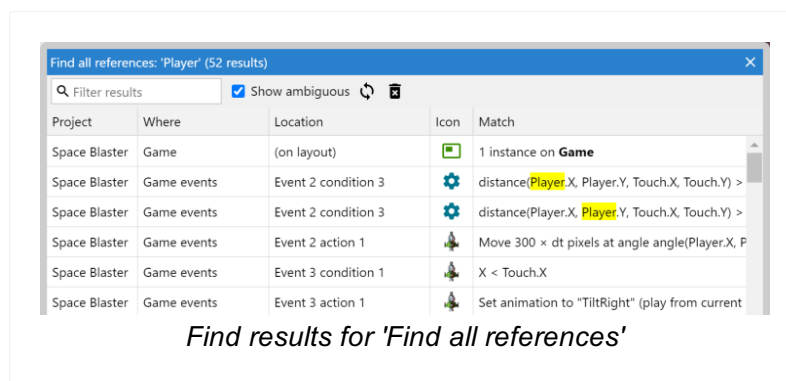 Find all references: 'Player' (52 results)
Filter results Show ambiguous
Project Where Location Icon Match
Space Blaster Game (on layout) 1 instance on Game
Space Blaster Game events Event 2 condition 3 distance(Player.X, Player.Y, Touch.X, Touch.Y) >
Space Blaster Game events Event 2 condition 3 distance(Player.X, Player.Y, Touch.X, Touch.Y) >
Space Blaster Game events Event 2 action 1 Move 300 × dt pixels at angle angle(Player.X, P
Space Blaster Game events Event 3 condition 1 X < Touch.X
Space Blaster Game events Event 3 action 1 Set animation to "TiltRight" (play from current
Find results for 'Find all references'